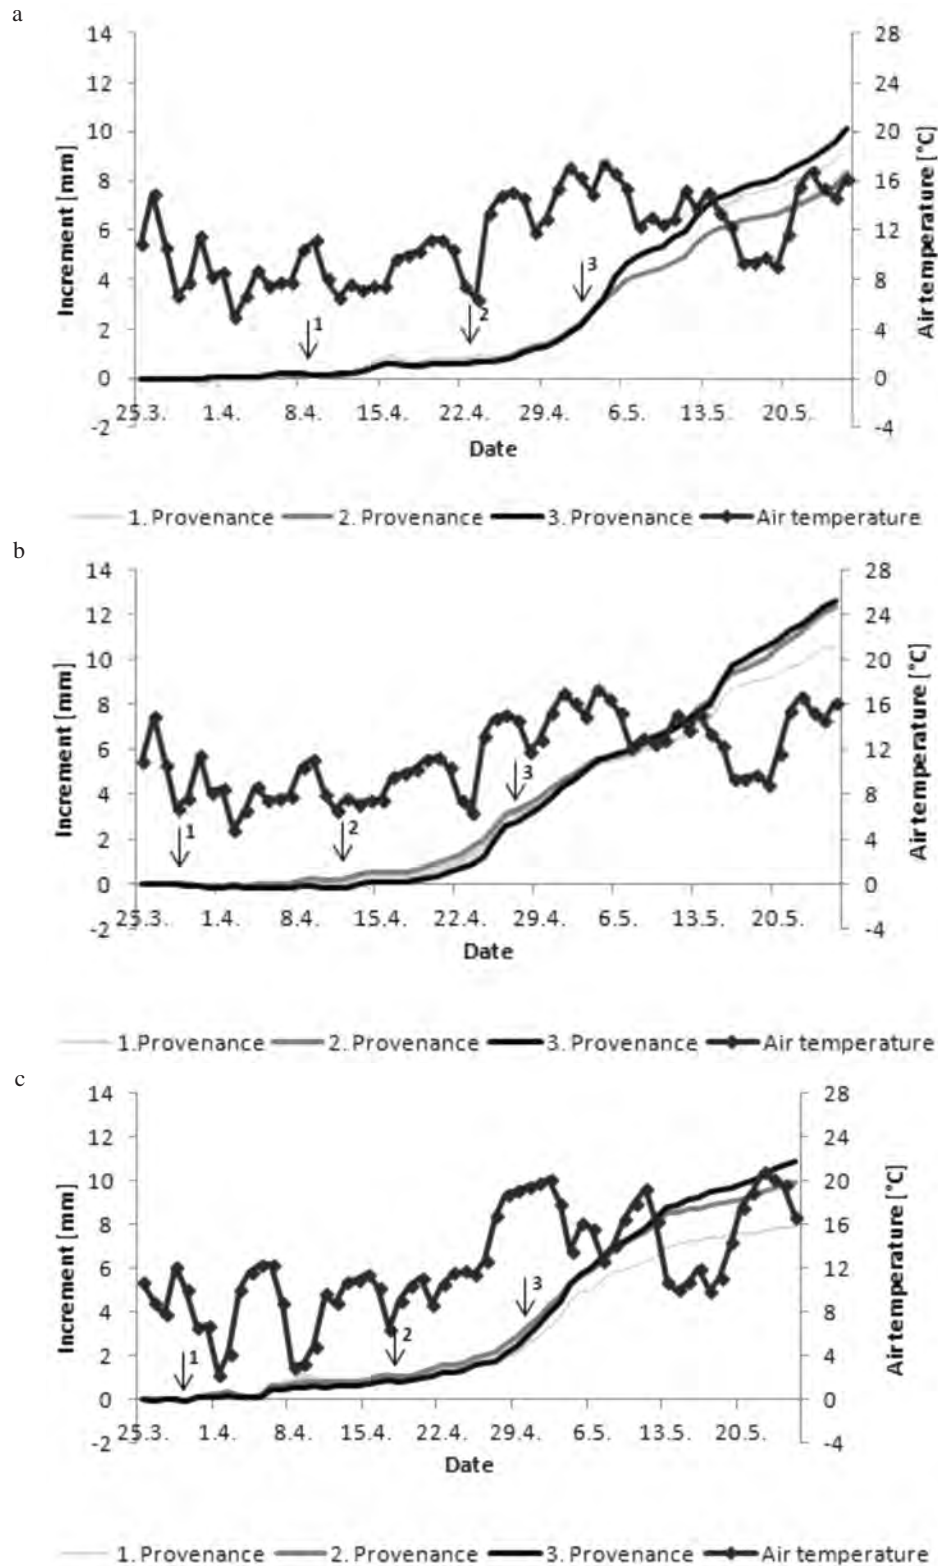 a
14 28
12 24
10 20
8 16
6 12
4 8
2 4
0 0
-2 -4
Increment [mm]
Air temperature [°C]
1
2
3
25.3. 1.4. 8.4. 15.4. 22.4. 29.4. 6.5. 13.5. 20.5.
Date
1. Provenance 2. Provenance 3. Provenance Air temperature
b
14 28
12 24
10 20
8 16
6 12
4 8
2 4
0 0
-2 -4
Increment [mm]
Air temperature [°C]
1
2
3
25.3. 1.4. 8.4. 15.4. 22.4. 29.4. 6.5. 13.5. 20.5.
Date
1. Provenance 2. Provenance 3. Provenance Air temperature
c
14 28
12 24
10 20
8 16
6 12
4 8
2 4
0 0
-2 -4
Increment [mm]
Air temperature [°C]
1
2
3
25.3. 1.4. 8.4. 15.4. 22.4. 29.4. 6.5. 13.5. 20.5.
Date
1. Provenance 2. Provenance 3. Provenance Air temperature